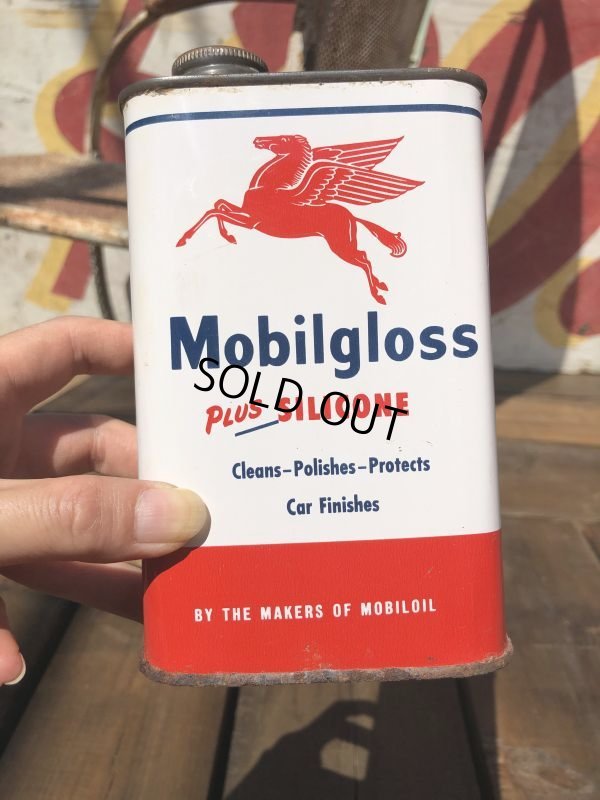 Mobilgloss
PLUS SILICONE
SOLD OUT
Cleans-Polishes-Protects
Car Finishes
BY THE MAKERS OF MOBILOIL